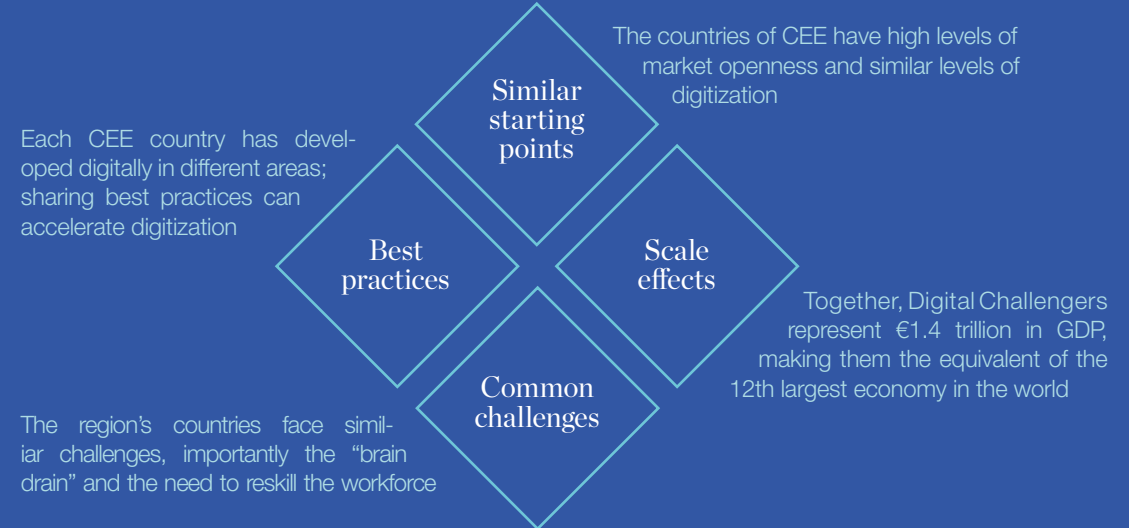 The countries of CEE have high levels of
market openness and similar levels of
digitization
Similar
starting
points
Each CEE country has devel-
oped digitally in different areas;
sharing best practices can
accelerate digitization
Best
practices
Scale
effects
Together, Digital Challengers
represent €1.4 trillion in GDP,
making them the equivalent of the
12th largest economy in the world
Common
challenges
The region’s countries face simil-
iar challenges, importantly the “brain
drain” and the need to reskill the workforce